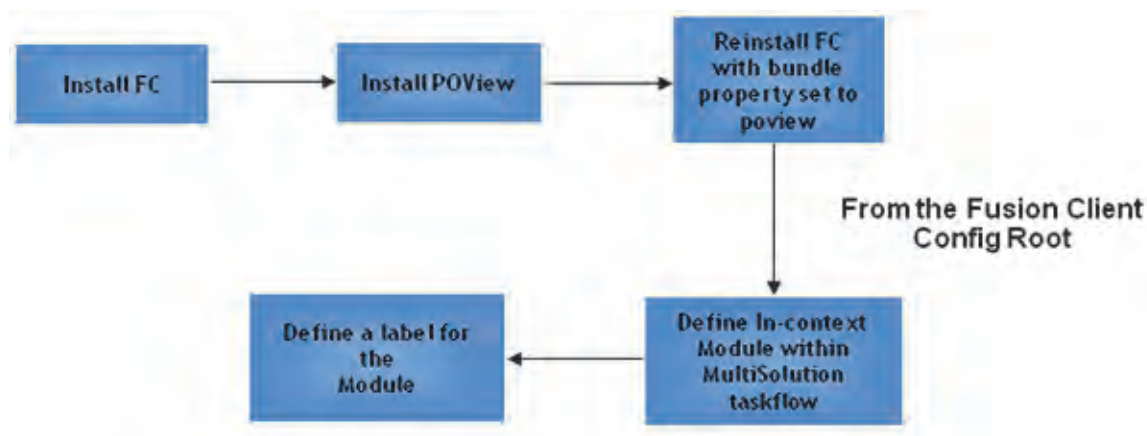 Install FC
Install POView
Reinstall FC
with bundle
property set to
poview
From the Fusion Client
Config Root
Define In-context
Module within
MultiSolution
taskflow
Define a label for
the
Module